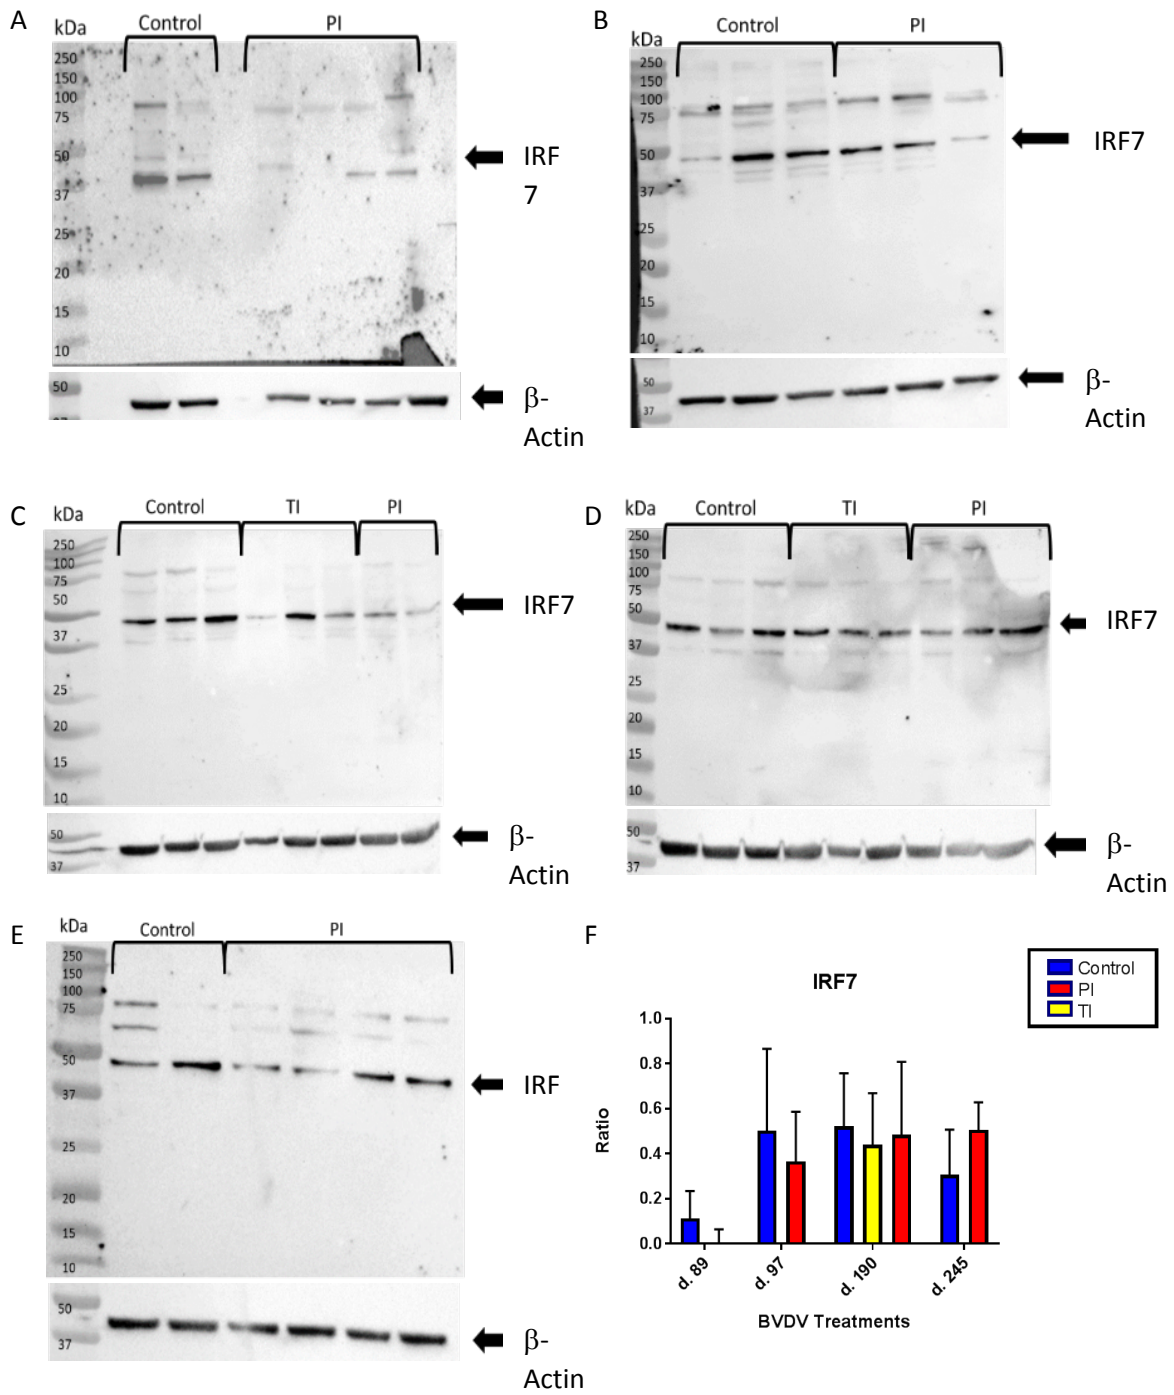 A
kDa
Control
PI
250
150
100
75
50
37
25
20
15
10
IRF
7
50
β-
Actin
B
kDa
Control
PI
250
150
100
75
50
37
25
20
15
10
IRF7
50
37
β-
Actin
C
kDa
Control
TI
PI
250
100
75
50
37
25
20
15
10
IRF7
50
37
β-
Actin
D
kDa
Control
TI
PI
250
150
100
75
50
37
25
20
15
10
IRF7
50
37
β-
Actin
E
kDa
Control
PI
250
150
100
75
50
37
25
20
15
10
IRF
50
37
β-
Actin
F
Control
PI
TI
IRF7
1.0
0.8
0.6
0.4
0.2
0.0
Ratio
d. 89
d. 97
d. 190
d. 245
BVDV Treatments